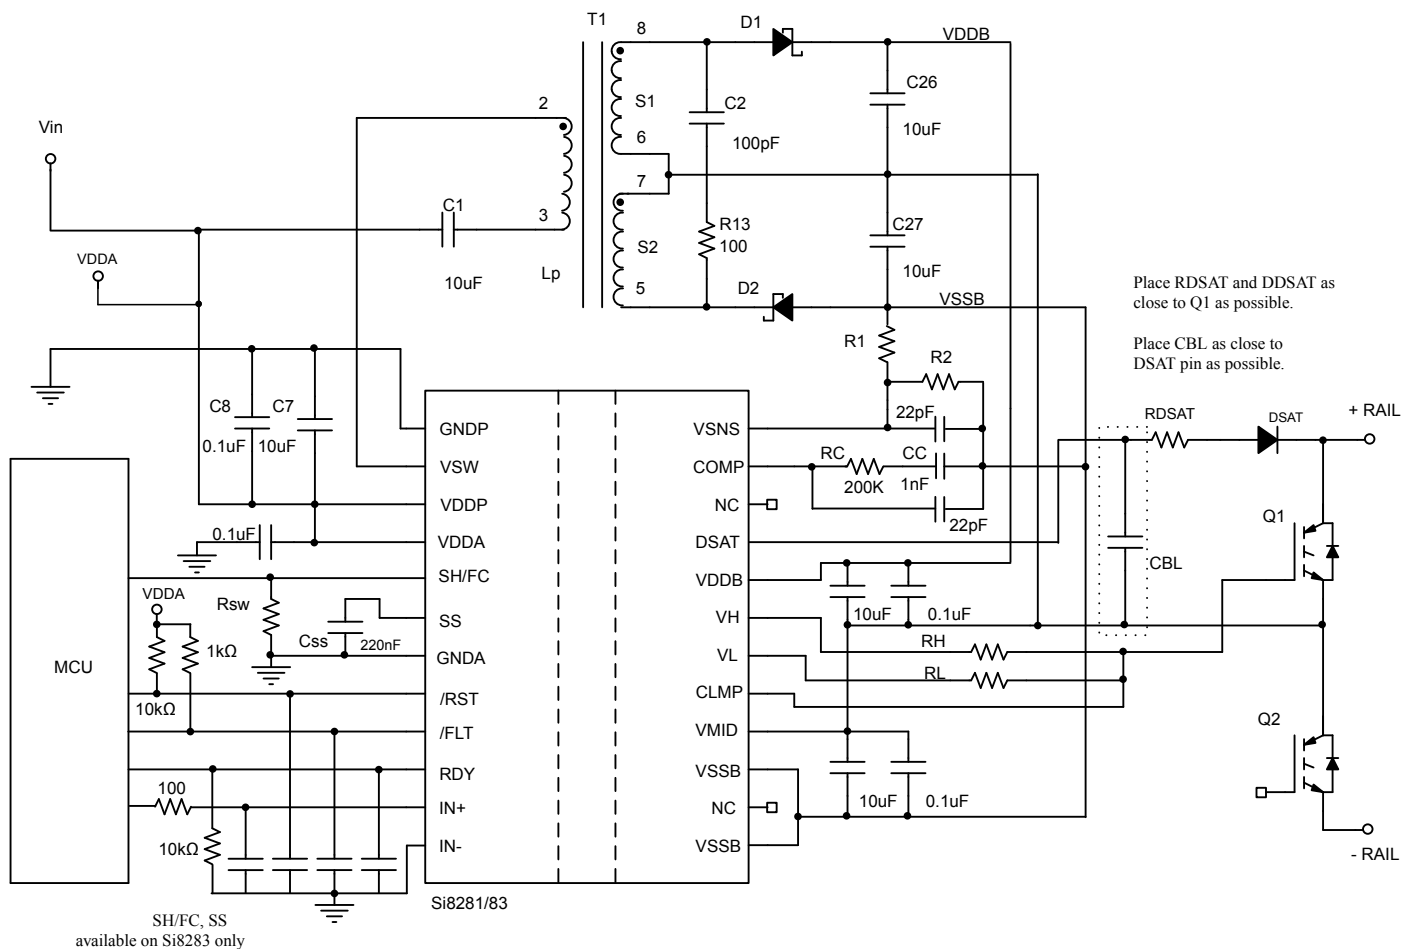 T1
8
D1
VDDB
C26
10uF
2
S1
C2
100pF
6
Vin
7
C1
3
R13
100
C27
10uF
S2
VDDA
Lp
10uF
5
D2
VSSB
Place RDSAT and DDSAT as
close to Q1 as possible.
Place CBL as close to
DSAT pin as possible.
R1
R2
C8
C7
0.1uF
10uF
22pF
RDSAT
DSAT
+ RAIL
GNDP
VSNS
VSW
COMP
RC
CC
200K
1nF
VDDP
NC
22pF
Q1
0.1uF
VDDA
DSAT
CBL
SH/FC
VDDB
VDDA
Rsw
10uF
0.1uF
SS
VH
Css
220nF
RH
1kΩ
MCU
GNDA
VL
RL
/RST
CLMP
10kΩ
/FLT
VMID
Q2
RDY
VSSB
100
10uF
0.1uF
IN+
NC
10kΩ
IN-
VSSB
- RAIL
Si8281/83
SH/FC, SS
available on Si8283 only